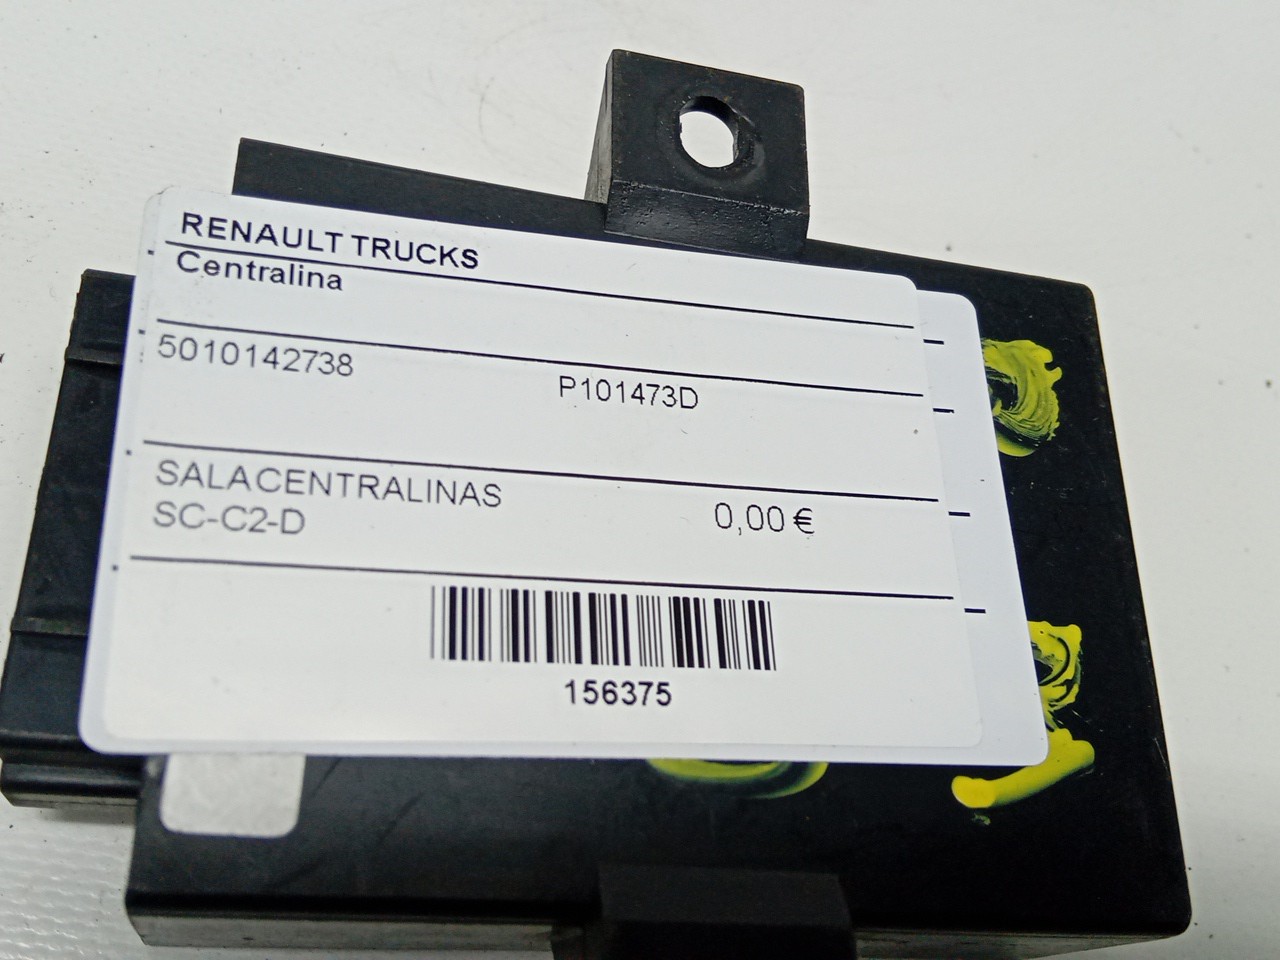 RENAULT TRUCKS
Centralina
5010142738
P101473D
SALACENTRALINAS
SC-C2-D
0,00 €
156375